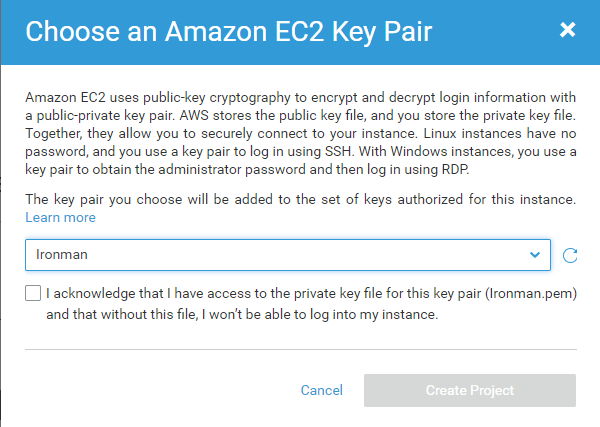 Choose an Amazon EC2 Key Pair
Amazon EC2 uses public-key cryptography to encrypt and decrypt login information with
a public-private key pair. AWS stores the public key file, and you store the private key file.
Together, they allow you to securely connect to your instance. Linux instances have no
password, and you use a key pair to log in using SSH. With Windows instances, you use a
key pair to obtain the administrator password and then log in using RDP.
The key pair you choose will be added to the set of keys authorized for this instance.
Learn more
Ironman
I acknowledge that I have access to the private key file for this key pair (Ironman.pem)
and that without this file, I won't be able to log into my instance.
Cancel
Create Project